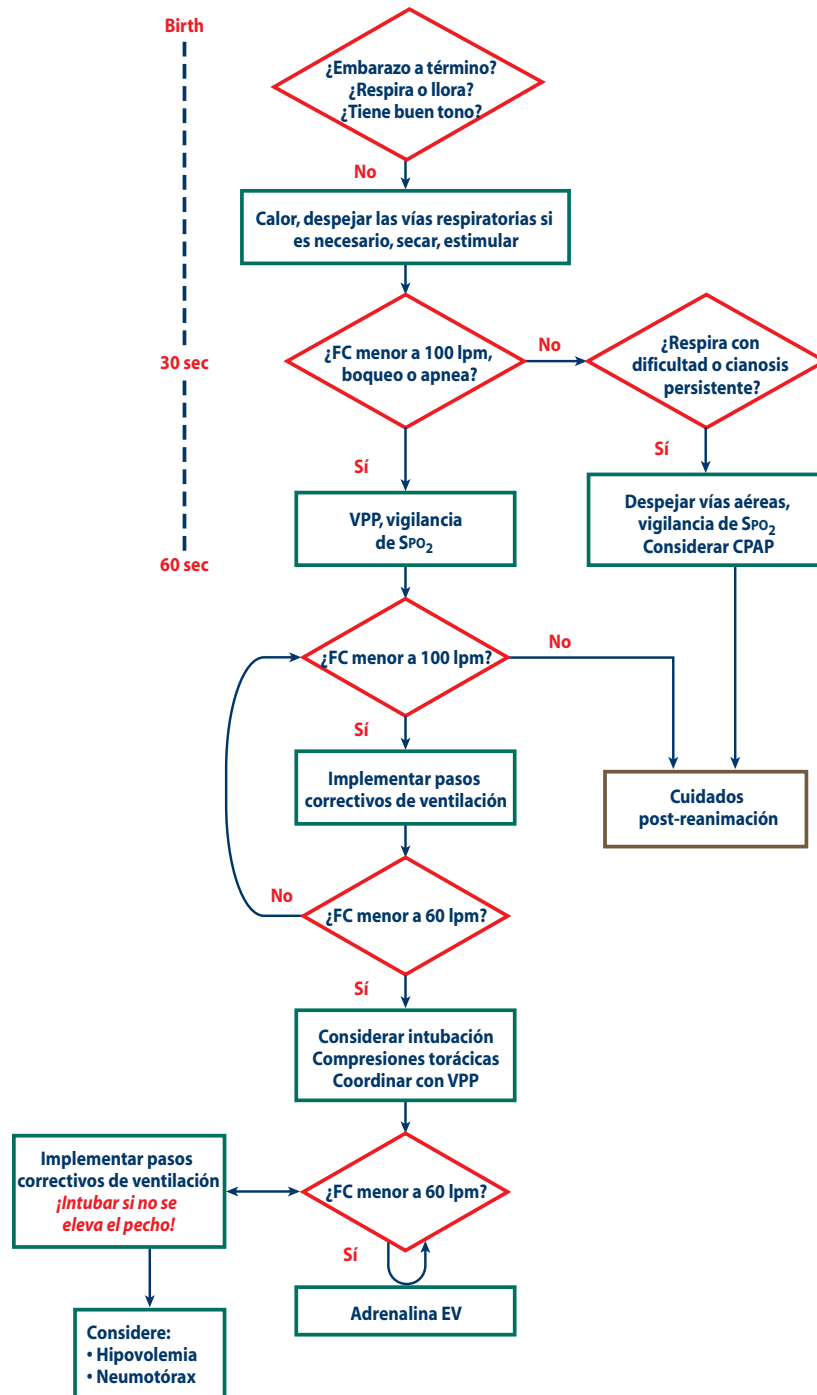 Birth
¿Embarazo a término?
¿Respira o llora?
¿Tiene buen tono?
No
Calor, despejar las vías respiratorias si
es necesario, secar, estimular
30 sec
¿FC menor a 100 lpm,
boqueo o apnea?
No
¿Respira con
dificultad o cianosis
persistente?
Sí
Sí
VPP, vigilancia
de SPO2
Despejar vías aéreas,
vigilancia de SPO2
Considerar CPAP
60 sec
¿FC menor a 100 lpm?
No
Sí
Implementar pasos
correctivos de ventilación
Cuidados
post-reanimación
No
¿FC menor a 60 lpm?
Sí
Considerar intubación
Compresiones torácicas
Coordinar con VPP
Implementar pasos
correctivos de ventilación
¡Intubar si no se
eleva el pecho!
¿FC menor a 60 lpm?
Sí
Adrenalina EV
Considere:
• Hipovolemia
• Neumotórax